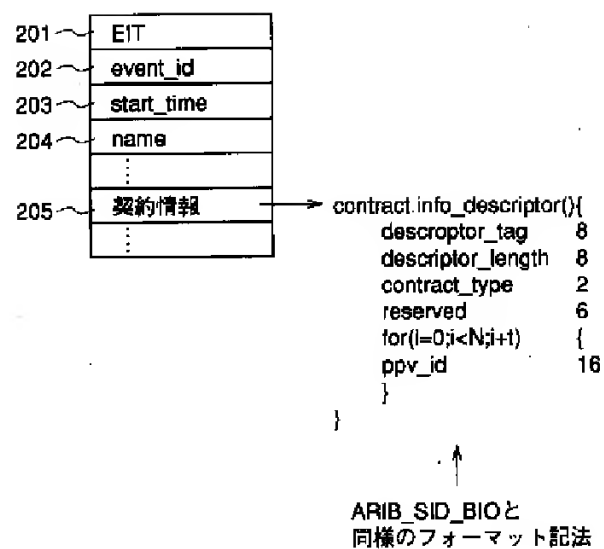 201 EIT
202 event_id
203 start_time
204 name
205 契約情報
contract.info_descriptor(){
descroptor_tag 8
descriptor_length 8
contract_type 2
reserved 6
for(i=0;i<N;i+t) {
ppv_id 16
}
}
ARIB_SID_BIOと
同様のフォーマット記法